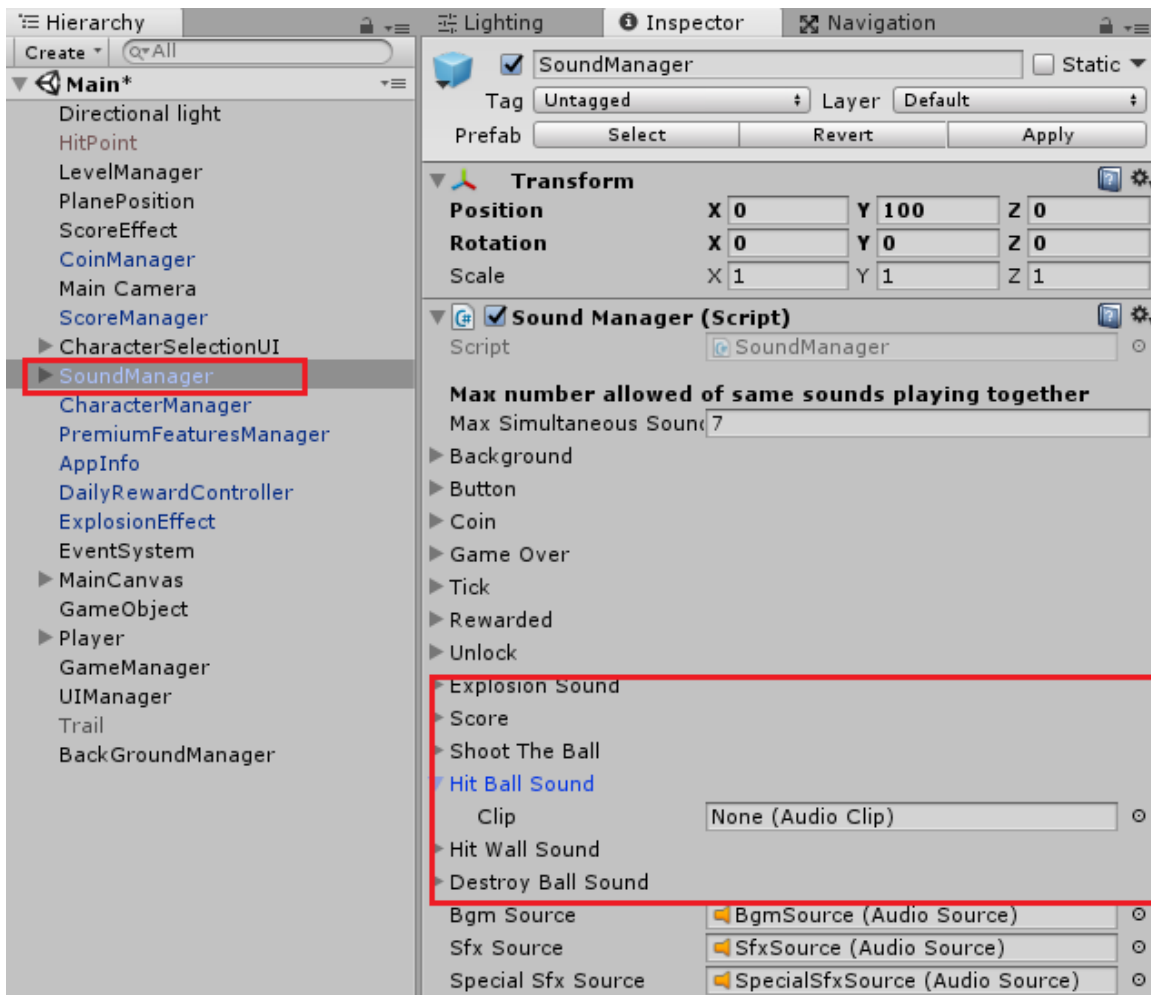 Hierarchy
Create All
Main*
Directional light
HitPoint
LevelManager
PlanePosition
ScoreEffect
CoinManager
Main Camera
ScoreManager
CharacterSelectionUI
SoundManager
CharacterManager
PremiumFeaturesManager
AppInfo
DailyRewardController
ExplosionEffect
EventSystem
MainCanvas
GameObject
Player
GameManager
UIManager
Trail
BackGroundManager
Lighting Inspector Navigation
SoundManager Static
Tag Untagged Layer Default
Prefab Select Revert Apply
Transform
Position X 0 Y 100 Z 0
Rotation X 0 Y 0 Z 0
Scale X 1 Y 1 Z 1
Sound Manager (Script)
Script SoundManager
Max number allowed of same sounds playing together
Max Simultaneous Soun 7
Background
Button
Coin
Game Over
Tick
Rewarded
Unlock
Explosion Sound
Score
Shoot The Ball
Hit Ball Sound
Clip None (Audio Clip)
Hit Wall Sound
Destroy Ball Sound
Bgm Source BgmSource (Audio Source)
Sfx Source SfxSource (Audio Source)
Special Sfx Source SpecialSfxSource (Audio Source)